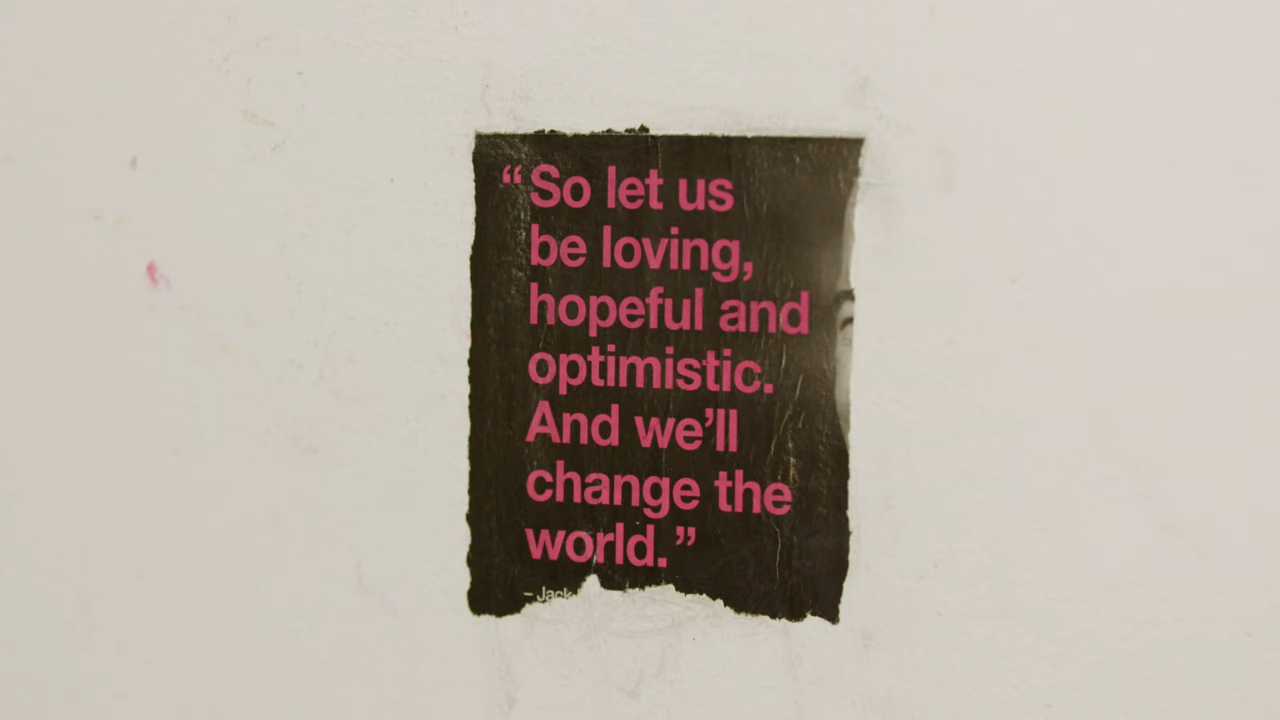 “So let us
be loving,
hopeful and
optimistic.
And we’ll
change the
world.”
– Jack